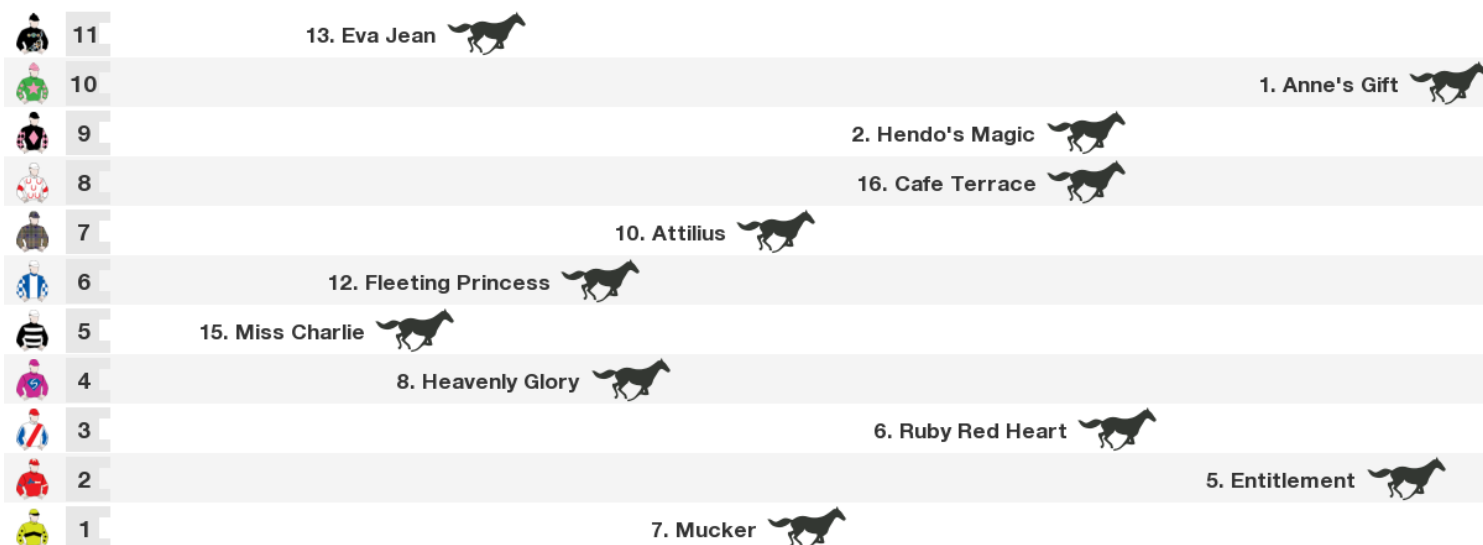 11 13. Eva Jean
10 1. Anne's Gift
9 2. Hendo's Magic
8 16. Cafe Terrace
7 10. Attilius
6 12. Fleeting Princess
5 15. Miss Charlie
4 8. Heavenly Glory
3 6. Ruby Red Heart
2 5. Entitlement
1 7. Mucker